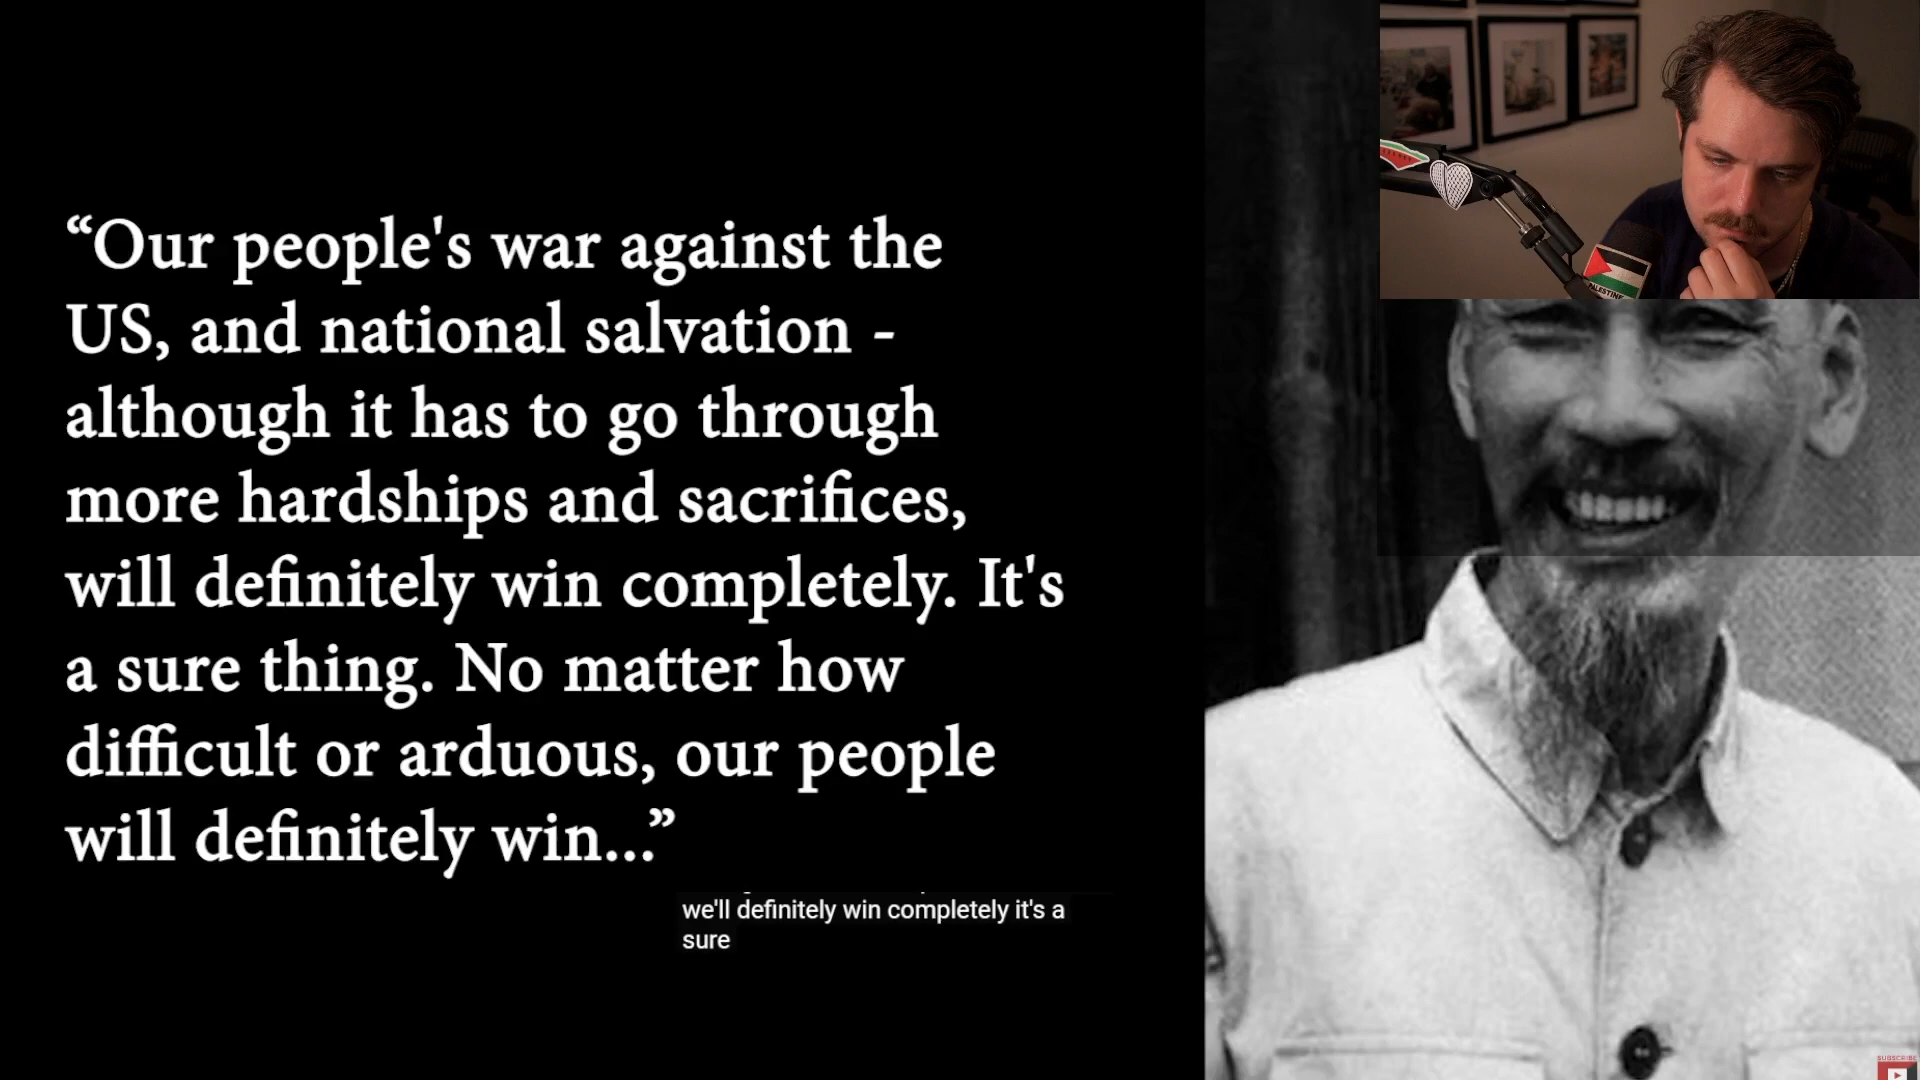 “Our people's war against the
US, and national salvation -
although it has to go through
more hardships and sacrifices,
will definitely win completely. It's
a sure thing. No matter how
difficult or arduous, our people
will definitely win...”
we'll definitely win completely it's a
sure
PALESTINE
SUBSCRIBE